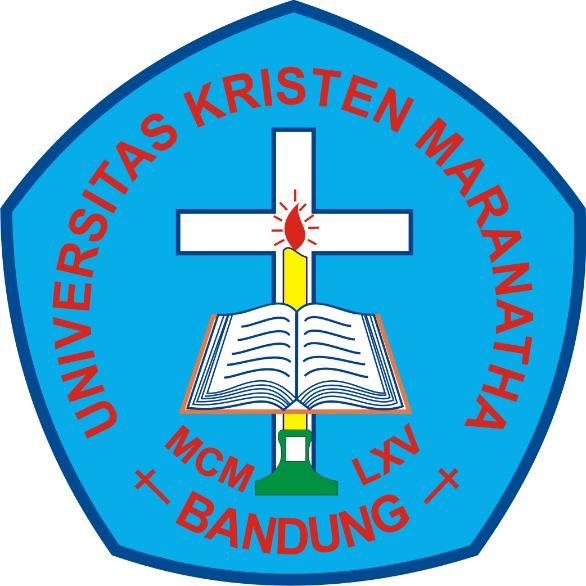 UNIVERSITAS KRISTEN MARANATHA
MCM LXV
BANDUNG